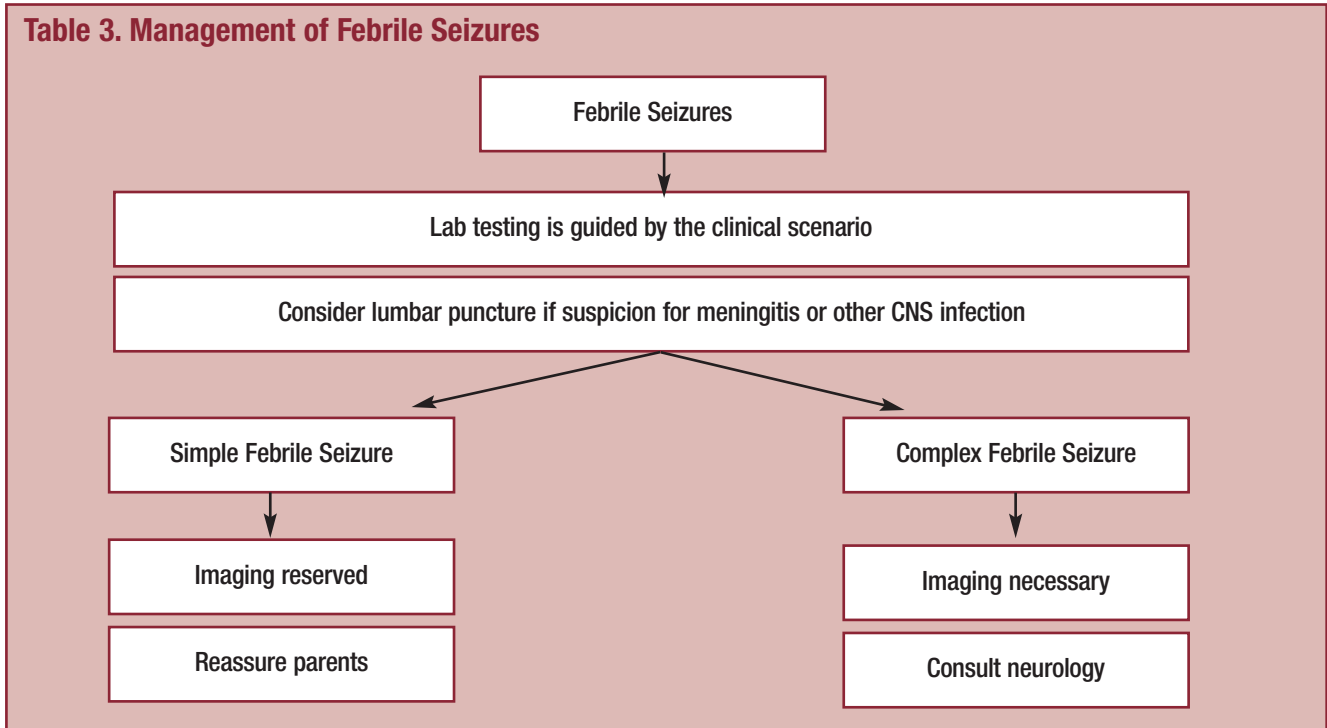 Table 3. Management of Febrile Seizures
Febrile Seizures
Lab testing is guided by the clinical scenario
Consider lumbar puncture if suspicion for meningitis or other CNS infection
Simple Febrile Seizure
Complex Febrile Seizure
Imaging reserved
Imaging necessary
Reassure parents
Consult neurology